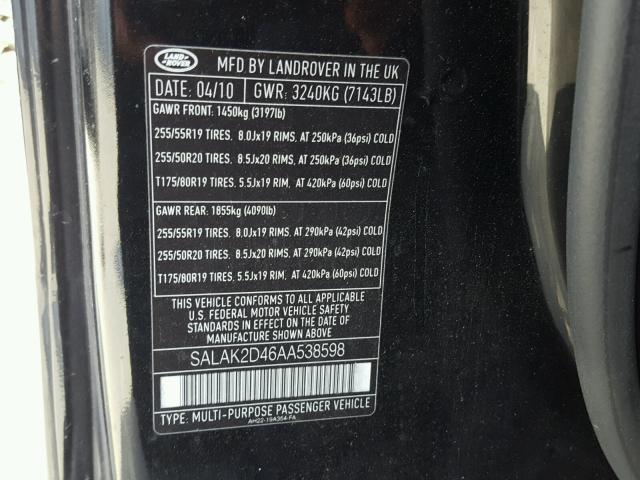 LAND
ROVER
MFD BY LANDROVER IN THE UK
DATE: 04/10 GWR: 3240KG (7143LB)
GAWR FRONT: 1450kg (3197lb)
255/55R19 TIRES, 8.0Jx19 RIMS, AT 250kPa (36psi) COLD
255/50R20 TIRES, 8.5Jx20 RIMS, AT 250kPa (36psi) COLD
T175/80R19 TIRES, 5.5Jx19 RIM, AT 420kPa (60psi) COLD
GAWR REAR: 1855kg (4090lb)
255/55R19 TIRES, 8.0Jx19 RIMS, AT 290kPa (42psi) COLD
255/50R20 TIRES, 8.5Jx20 RIMS, AT 290kPa (42psi) COLD
T175/80R19 TIRES, 5.5Jx19 RIM, AT 420kPa (60psi) COLD
THIS VEHICLE CONFORMS TO ALL APPLICABLE
U.S. FEDERAL MOTOR VEHICLE SAFETY
STANDARDS IN EFFECT ON THE DATE OF
MANUFACTURE SHOWN ABOVE
SALAK2D46AA538598
TYPE: MULTI-PURPOSE PASSENGER VEHICLE
AH22-19A364-FA